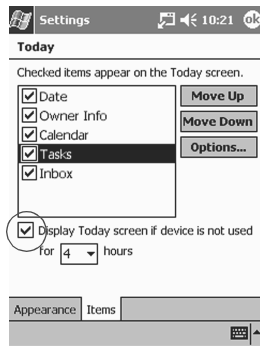 Settings 10:21 ok
Today
Checked items appear on the Today screen.
Date
Move Up
Owner Info
Move Down
Calendar
Options...
Tasks
Inbox
Display Today screen if device is not used
for 4 hours
Appearance Items